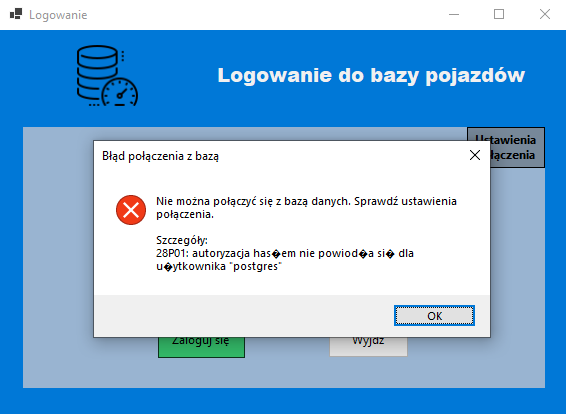 Logowanie
Logowanie do bazy pojazdów
Ustawienia
Błąd połączenia z bazą
Nie można połączyć się z bazą danych. Sprawdź ustawienia
połączenia.
Szczegóły:
28P01: autoryzacja has�em nie powiod�a si� dla
u�ytkownika "postgres"
OK
Zaloguj się
Wyjdź